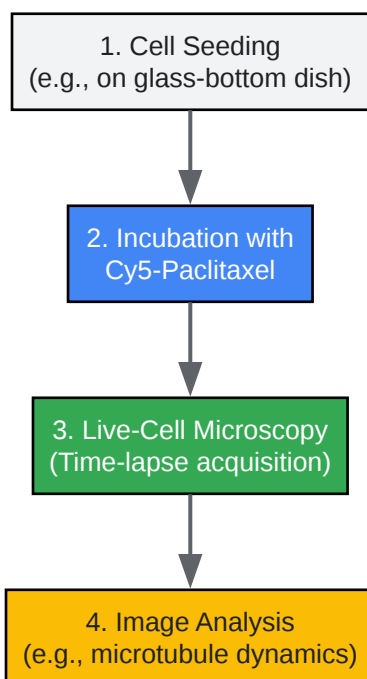 1. Cell Seeding
(e.g., on glass-bottom dish)
2. Incubation with
Cy5-Paclitaxel
3. Live-Cell Microscopy
(Time-lapse acquisition)
4. Image Analysis
(e.g., microtubule dynamics)